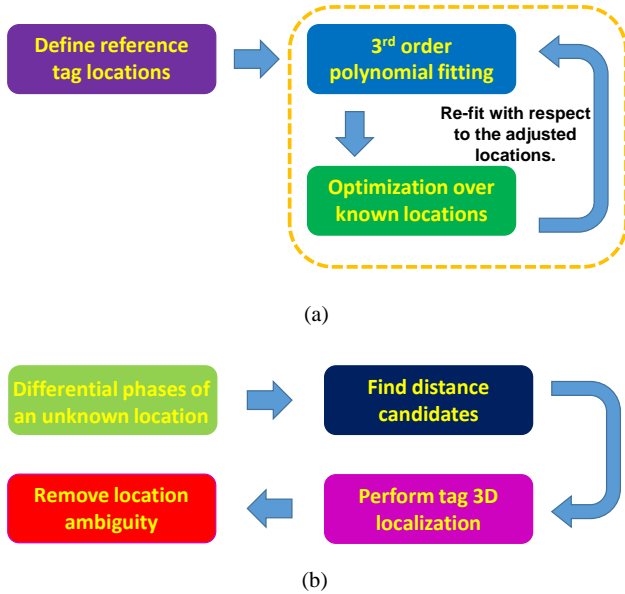 Define reference
tag locations
3rd order
polynomial fitting
Re-fit with respect
to the adjusted
locations.
Optimization over
known locations
(a)
Differential phases of
an unknown location
Find distance
candidates
Remove location
ambiguity
Perform tag 3D
localization
(b)